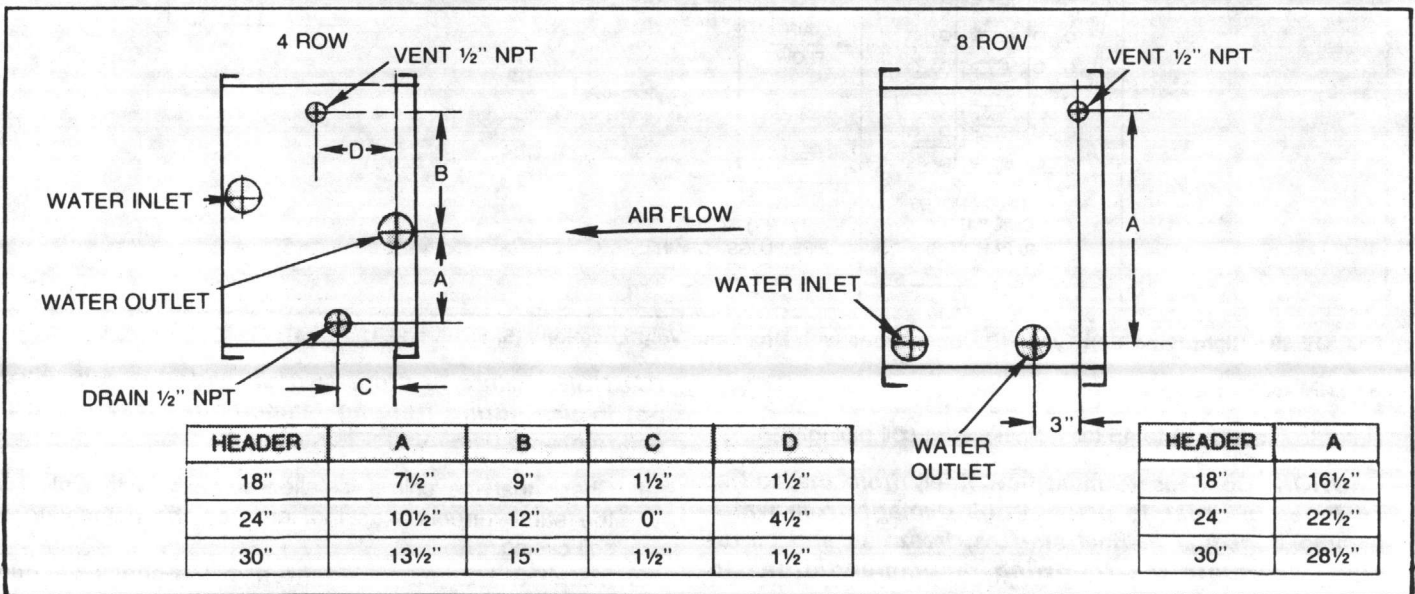 4 ROW
VENT ½" NPT
D
B
WATER INLET
A
WATER OUTLET
DRAIN ½" NPT
C
AIR FLOW
8 ROW
VENT ½" NPT
A
WATER INLET
WATER
OUTLET
3"
HEADER A B C D
18" 7½" 9" 1½" 1½"
24" 10½" 12" 0" 4½"
30" 13½" 15" 1½" 1½"
HEADER A
18" 16½"
24" 22½"
30" 28½"